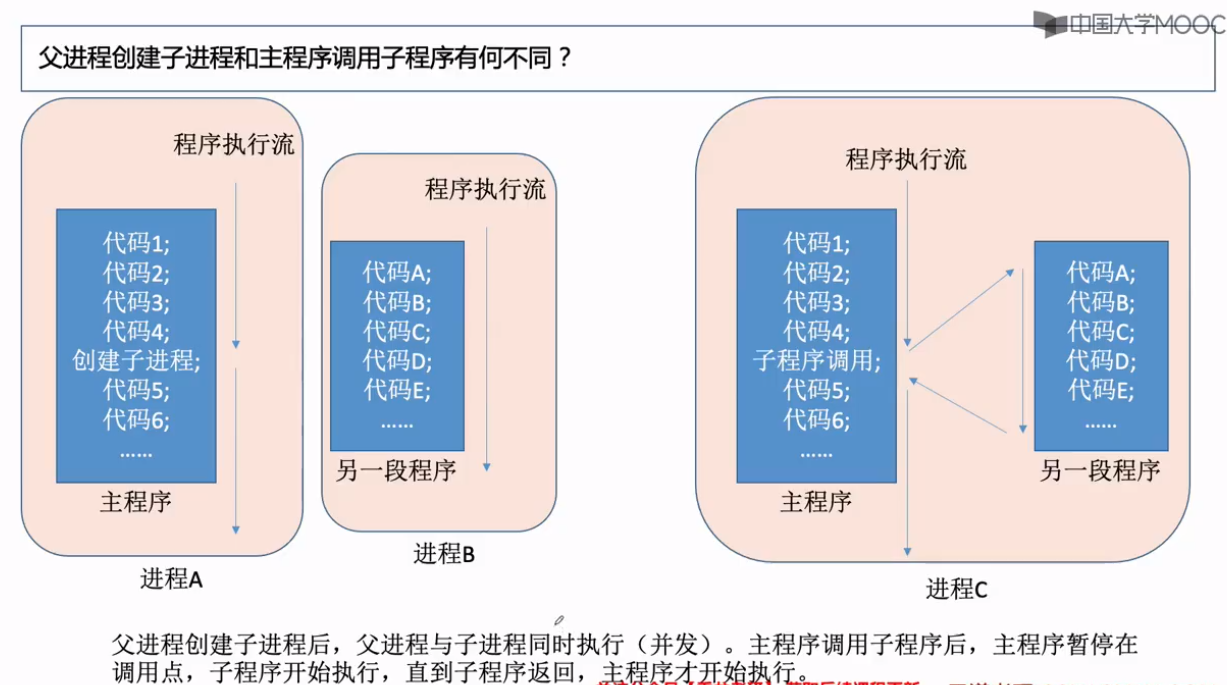 中国大学MOOC
父进程创建子进程和主程序调用子程序有何不同？
程序执行流
代码1;
代码2;
代码3;
代码4;
创建子进程;
代码5;
代码6;
……
主程序
进程A
程序执行流
代码A;
代码B;
代码C;
代码D;
代码E;
……
另一段程序
进程B
程序执行流
代码1;
代码2;
代码3;
代码4;
子程序调用;
代码5;
代码6;
……
主程序
代码A;
代码B;
代码C;
代码D;
代码E;
……
另一段程序
进程C
父进程创建子进程后，父进程与子进程同时执行（并发）。主程序调用子程序后，主程序暂停在
调用点，子程序开始执行，直到子程序返回，主程序才开始执行。